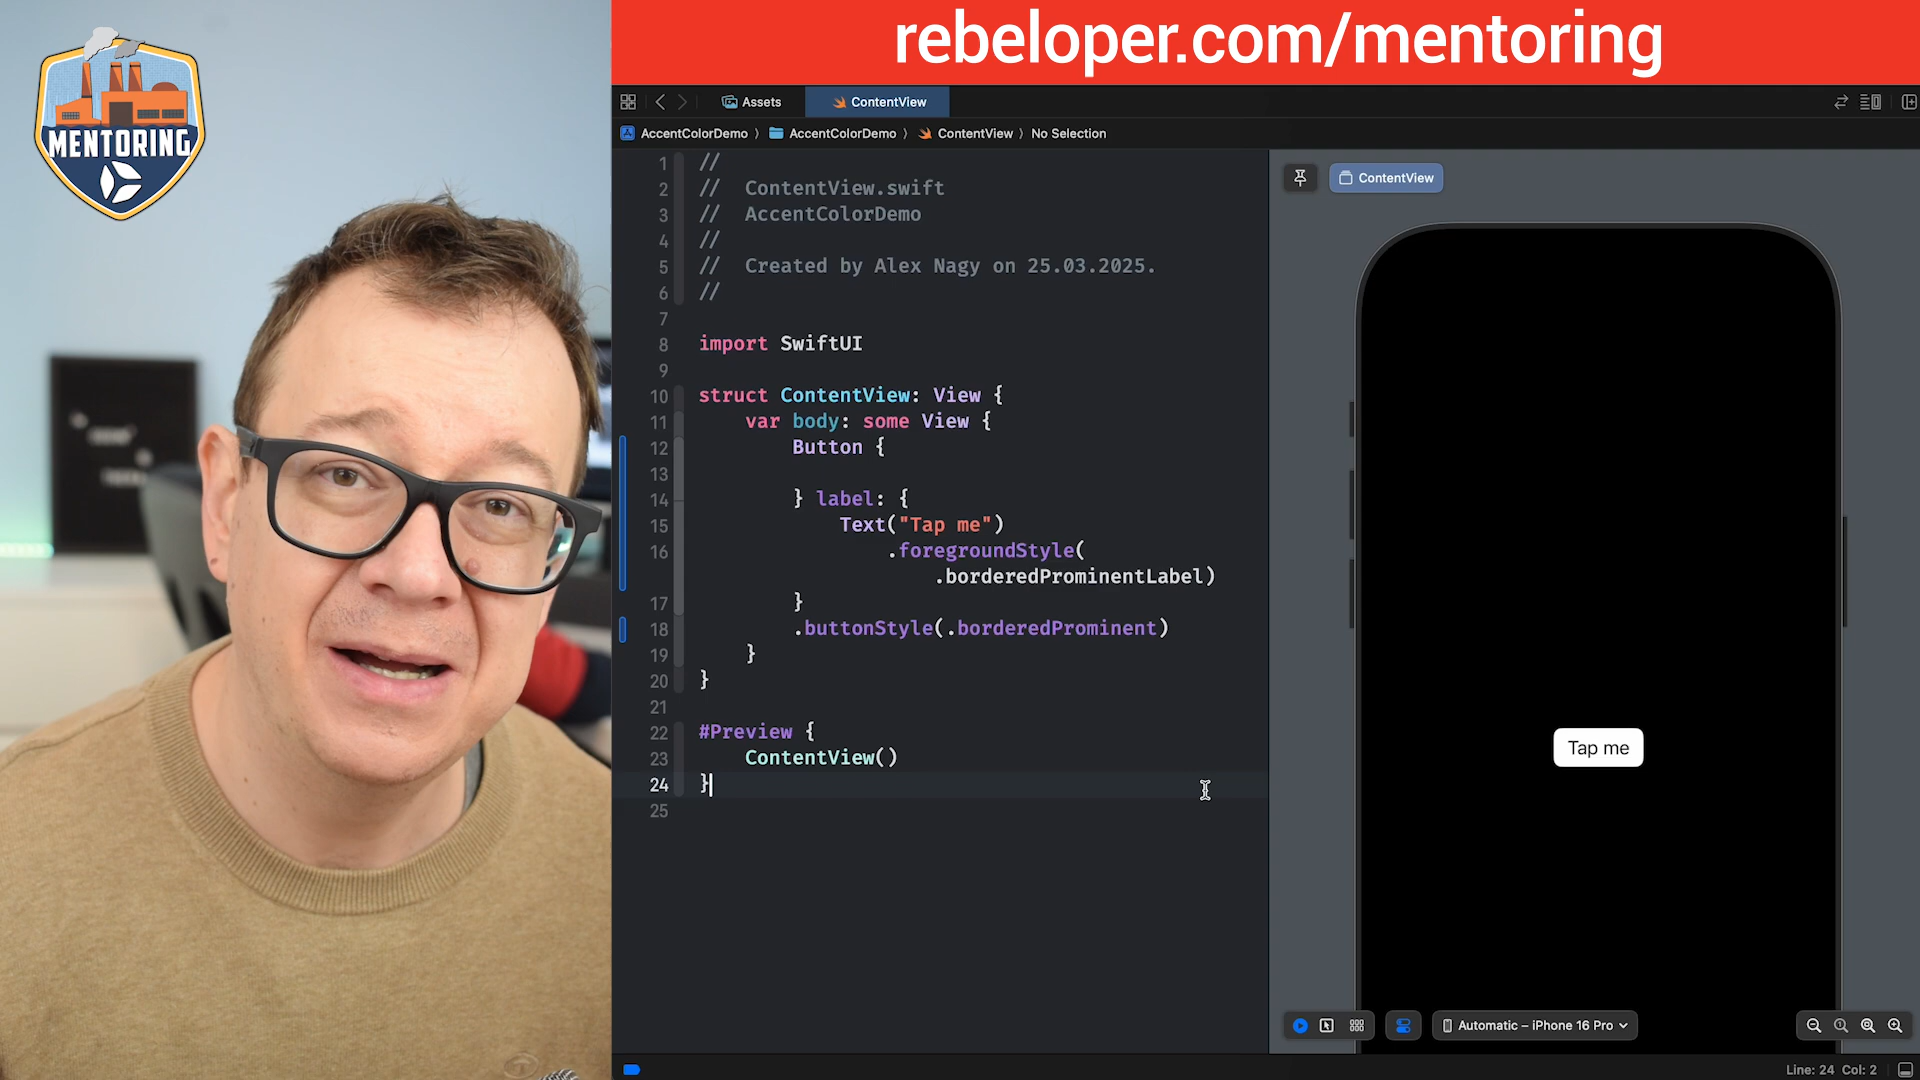 rebeloper.com/mentoring
MENTORING
Assets
ContentView
AccentColorDemo 〉 AccentColorDemo 〉 ContentView 〉 No Selection
1 //
2 // ContentView.swift
3 // AccentColorDemo
4 //
5 // Created by Alex Nagy on 25.03.2025.
6 //
7
8 import SwiftUI
9
10 struct ContentView: View {
11 var body: some View {
12 Button {
13
14 } label: {
15 Text("Tap me")
16 .foregroundStyle(
.borderedProminentLabel)
17 }
18 .buttonStyle(.borderedProminent)
19 }
20 }
21
22 #Preview {
23 ContentView()
24 }
25
ContentView
Tap me
Automatic – iPhone 16 Pro
Line: 24 Col: 2